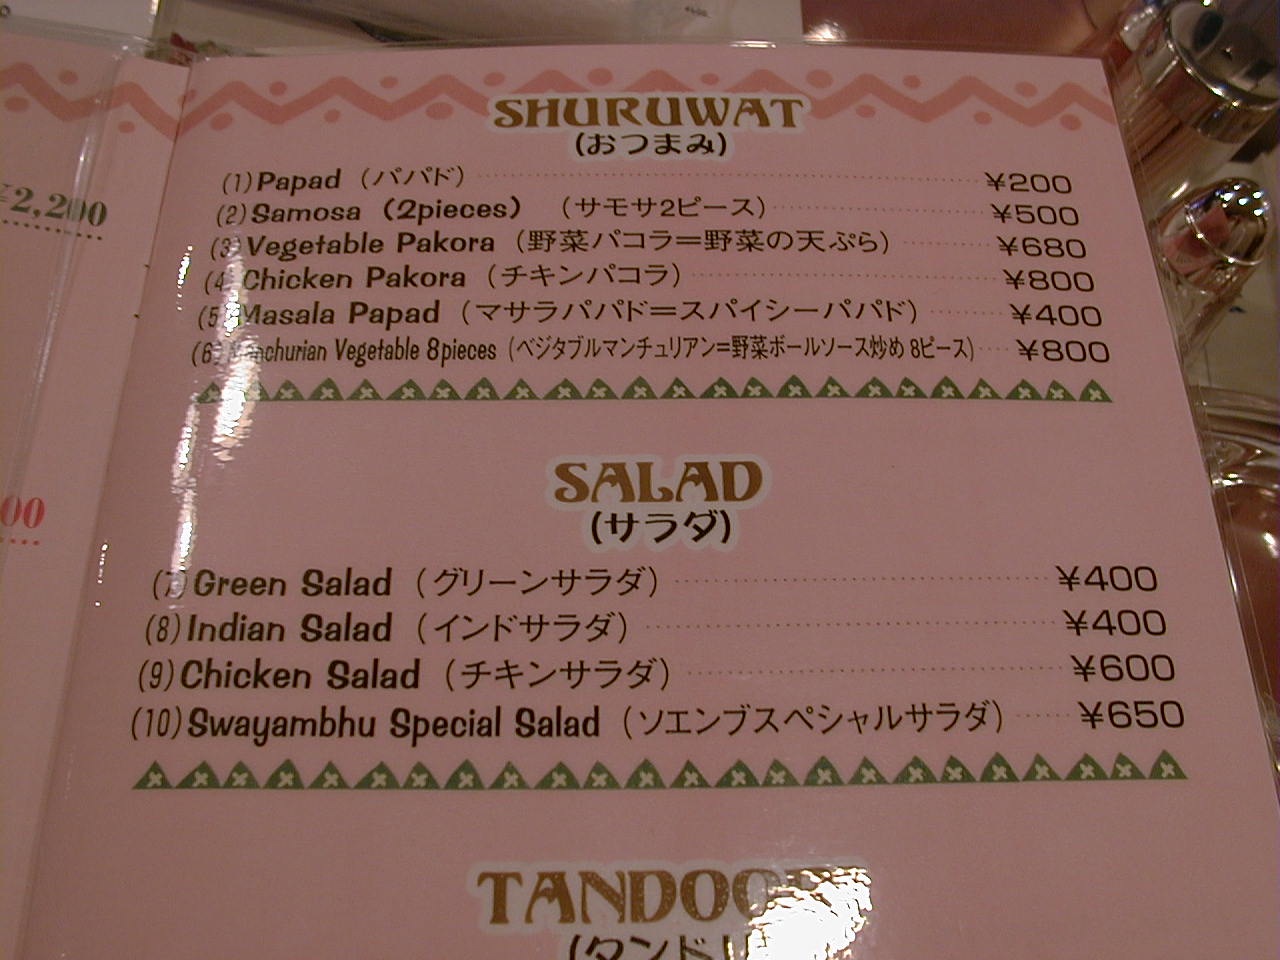 SHURUWAT
(おつまみ)
(1) Papad (パパド) ¥200
(2) Samosa (2pieces) (サモサ2ピース) ¥500
(3) Vegetable Pakora (野菜パコラ=野菜の天ぷら) ¥680
(4) Chicken Pakora (チキンパコラ) ¥800
(5) Masala Papad (マサラパパド=スパイシーパパド) ¥400
(6) Manchurian Vegetable 8pieces (ベジタブルマンチュリアン=野菜ボールソース炒め 8ピース) ¥800
¥2,200
00
SALAD
(サラダ)
(7) Green Salad (グリーンサラダ) ¥400
(8) Indian Salad (インドサラダ) ¥400
(9) Chicken Salad (チキンサラダ) ¥600
(10) Swayambhu Special Salad (ソエンブスペシャルサラダ) ¥650